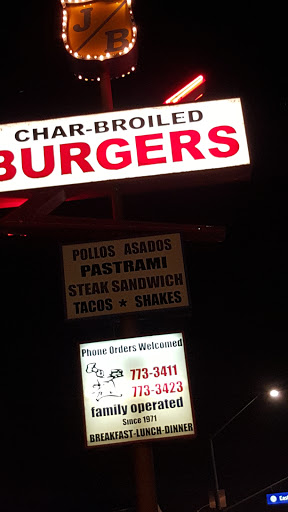 J
B
CHAR-BROILED
BURGERS
POLLOS ASADOS
PASTRAMI
STEAK SANDWICH
TACOS * SHAKES
Phone Orders Welcomed
773-3411
773-3423
family operated
Since 1971
BREAKFAST-LUNCH-DINNER